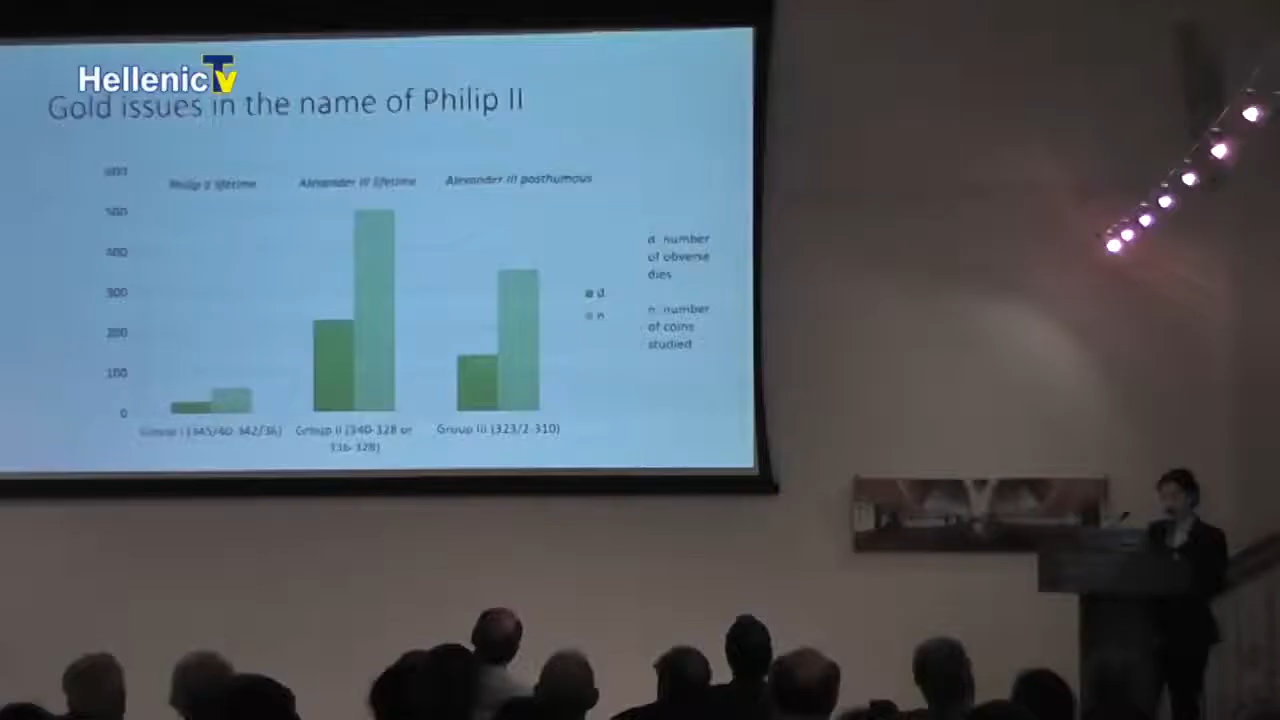 HellenicTv
Gold issues in the name of Philip II
600
Philip II lifetime
Alexander III lifetime
Alexander III posthumous
500
400
300
200
100
0
d
n
d number
of obverse
dies
n number
of coins
studied
Group I
Group II (340-328 or
336-328)
Group III (323/2-310)